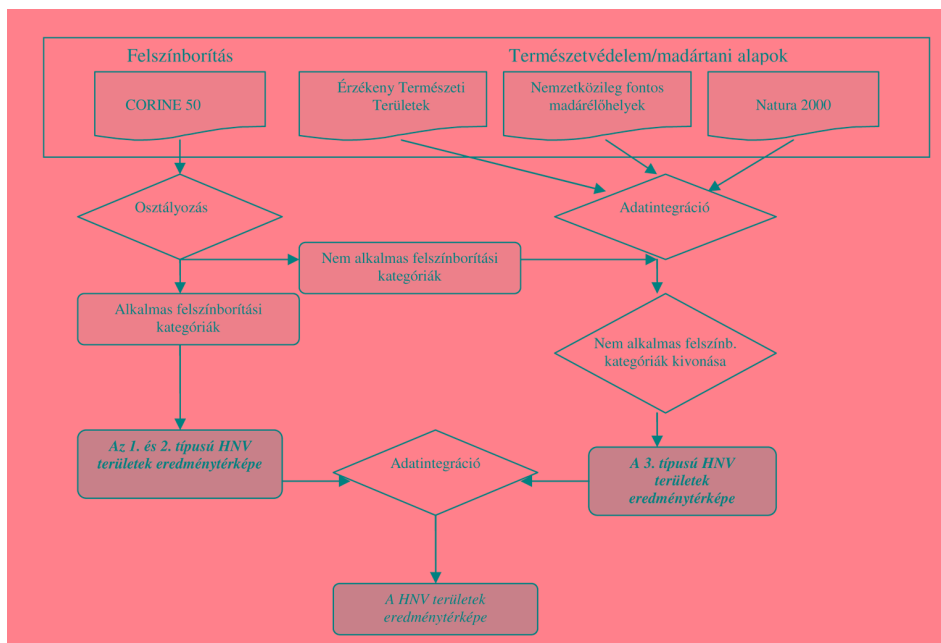 Felszínborítás
Természetvédelem/madártani alapok
CORINE 50
Érzékeny Természeti
Területek
Nemzetközileg fontos
madárélőhelyek
Natura 2000
Osztályozás
Adatintegráció
Nem alkalmas felszínborítási
kategóriák
Alkalmas felszínborítási
kategóriák
Nem alkalmas felszínb.
kategóriák kivonása
Az 1. és 2. típusú HNV
területek eredménytérképe
Adatintegráció
A 3. típusú HNV
területek
eredménytérképe
A HNV területek
eredménytérképe